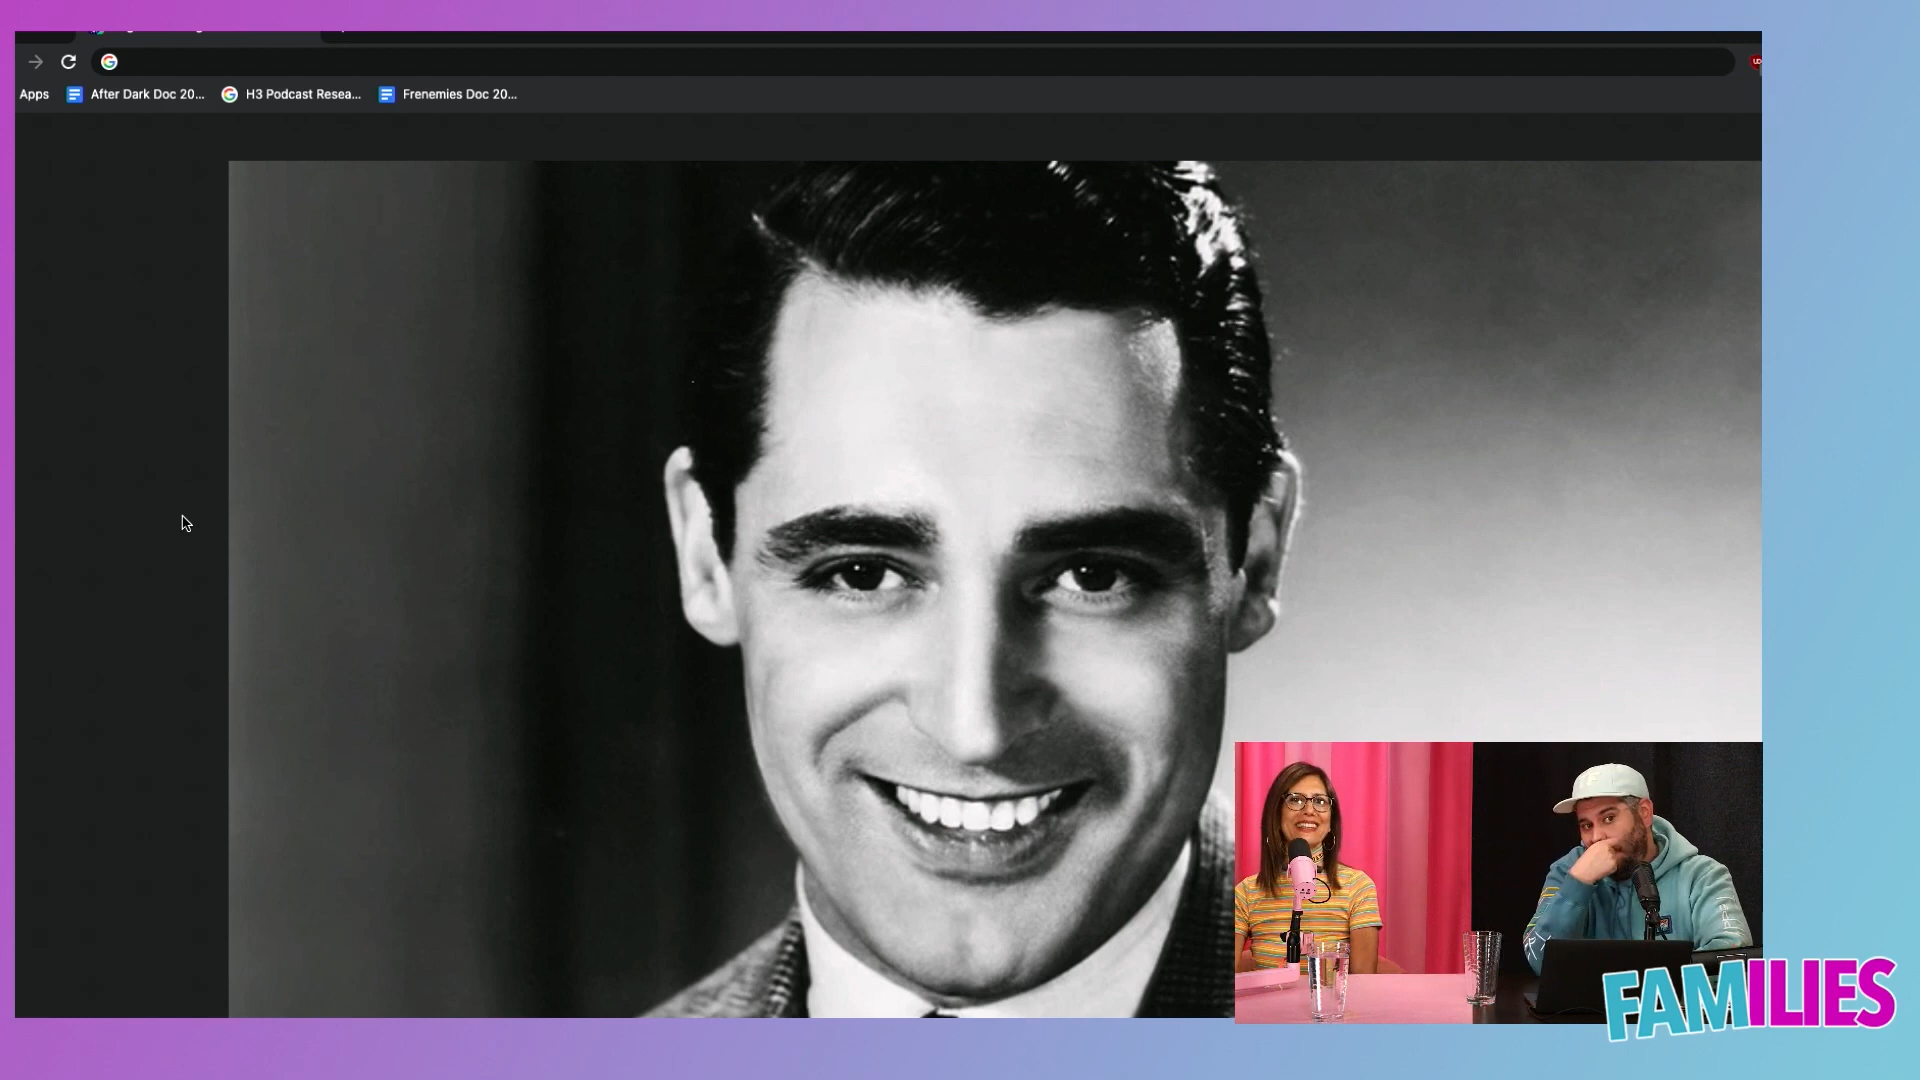 Apps
After Dark Doc 20...
H3 Podcast Resea...
Frenemies Doc 20...
FAMILIES